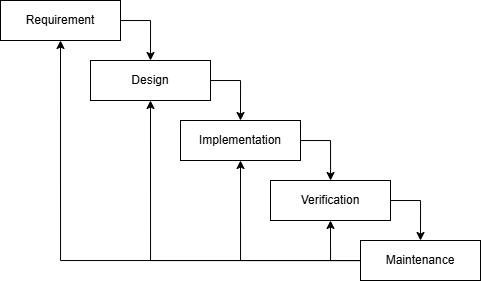 Requirement
Design
Implementation
Verification
Maintenance